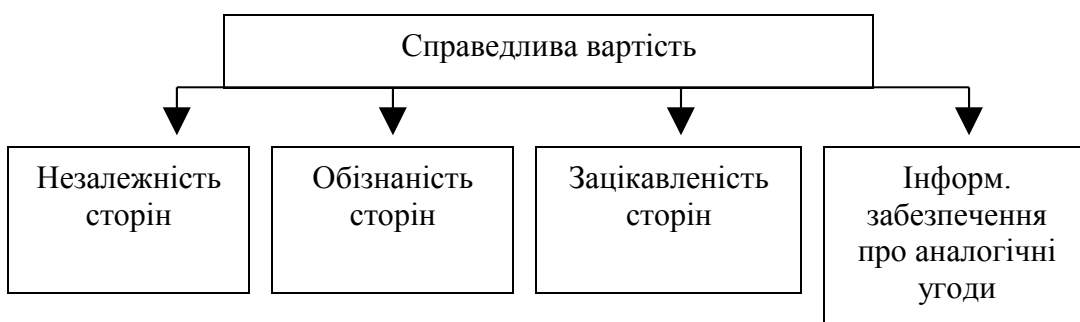 Справедлива вартість
Незалежність
сторін
Обізнаність
сторін
Зацікавленість
сторін
Інформ.
забезпечення
про аналогічні
угоди